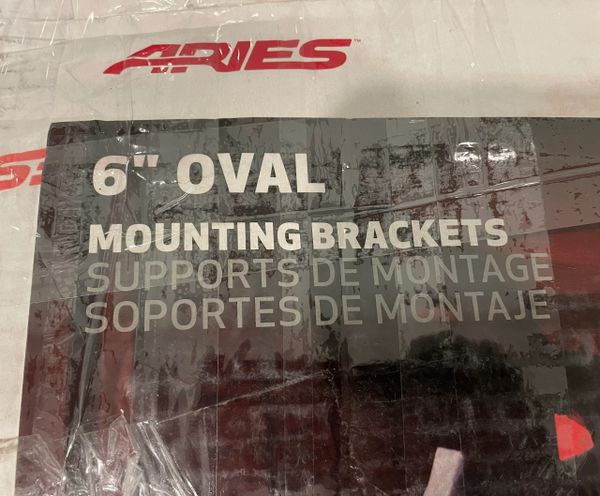 ARIES
6" OVAL
MOUNTING BRACKETS
SUPPORTS DE MONTAGE
SOPORTES DE MONTAJE